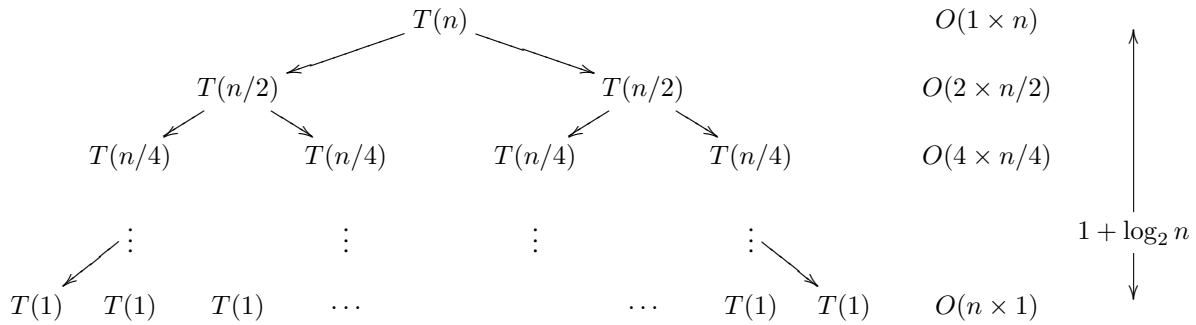 T(n) O(1 × n)
T(n/2) T(n/2) O(2 × n/2)
T(n/4) T(n/4) T(n/4) T(n/4) O(4 × n/4)
⋮ ⋮ ⋮ ⋮ 1 + log₂ n
T(1) T(1) T(1) ··· ··· T(1) T(1) O(n × 1)